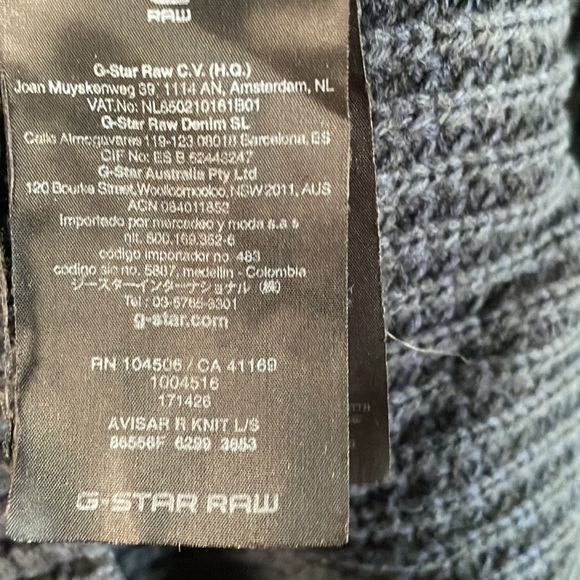 RAW
G-Star Raw C.V. (H.Q.)
Joan Muyskenweg 39, 1114 AN, Amsterdam, NL
VAT.No: NL850210161B01
G-Star Raw Denim SL
Calle Almogavares 119-123 08018 Barcelona, ES
CIF No: ES B 62443247
G-Star Australia Pty Ltd
120 Bourke Street, Woolloomooloo, NSW 2011, AUS
ACN 084011852
Importado por mercadeo y moda s.a.s
nit. 800.169.352-6
código importador no. 483
codino sic no. 5887, medellin - Colombia
ジースターインターナショナル (株)
Tel : 03-5765-3301
g-star.com
RN 104506 / CA 41169
1004516
171426
AVISAR R KNIT L/S
86556F 6299 3653
G-STAR RAW